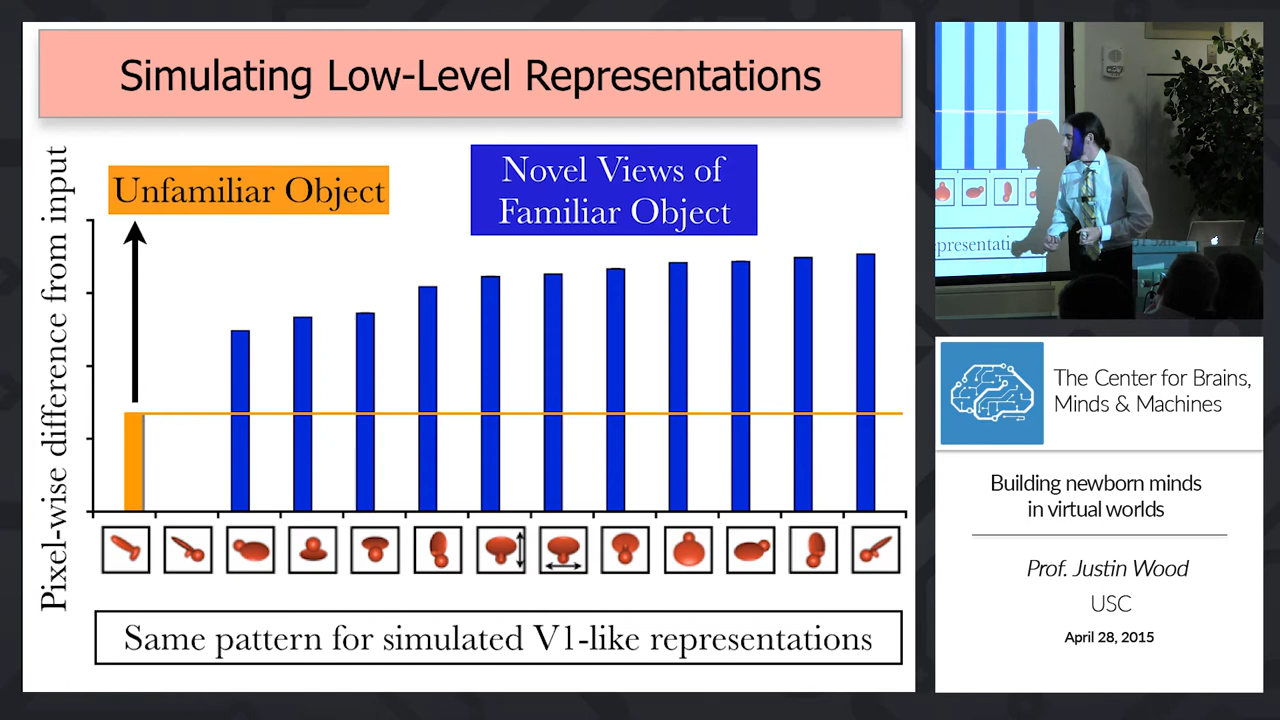 Simulating Low-Level Representations
Pixel-wise difference from input
Unfamiliar Object
Novel Views of
Familiar Object
Same pattern for simulated V1-like representations
presentati
The Center for Brains,
Minds & Machines
Building newborn minds
in virtual worlds
Prof. Justin Wood
USC
April 28, 2015